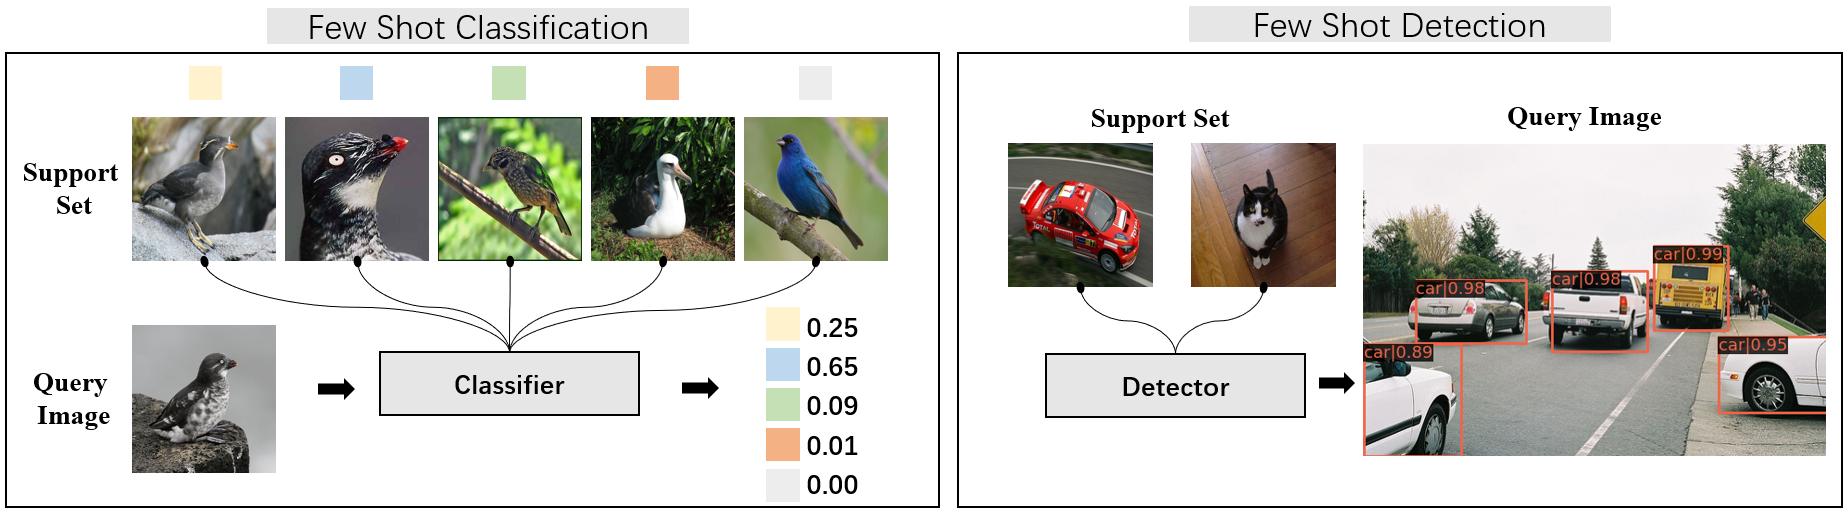 Few Shot Classification
Support
Set
Query
Image
Classifier
0.25
0.65
0.09
0.01
0.00
Few Shot Detection
Support Set
Query Image
TOTAL
TOTAL
Detector
car|0.99
car|0.98
car|0.98
car|0.89
car|0.95